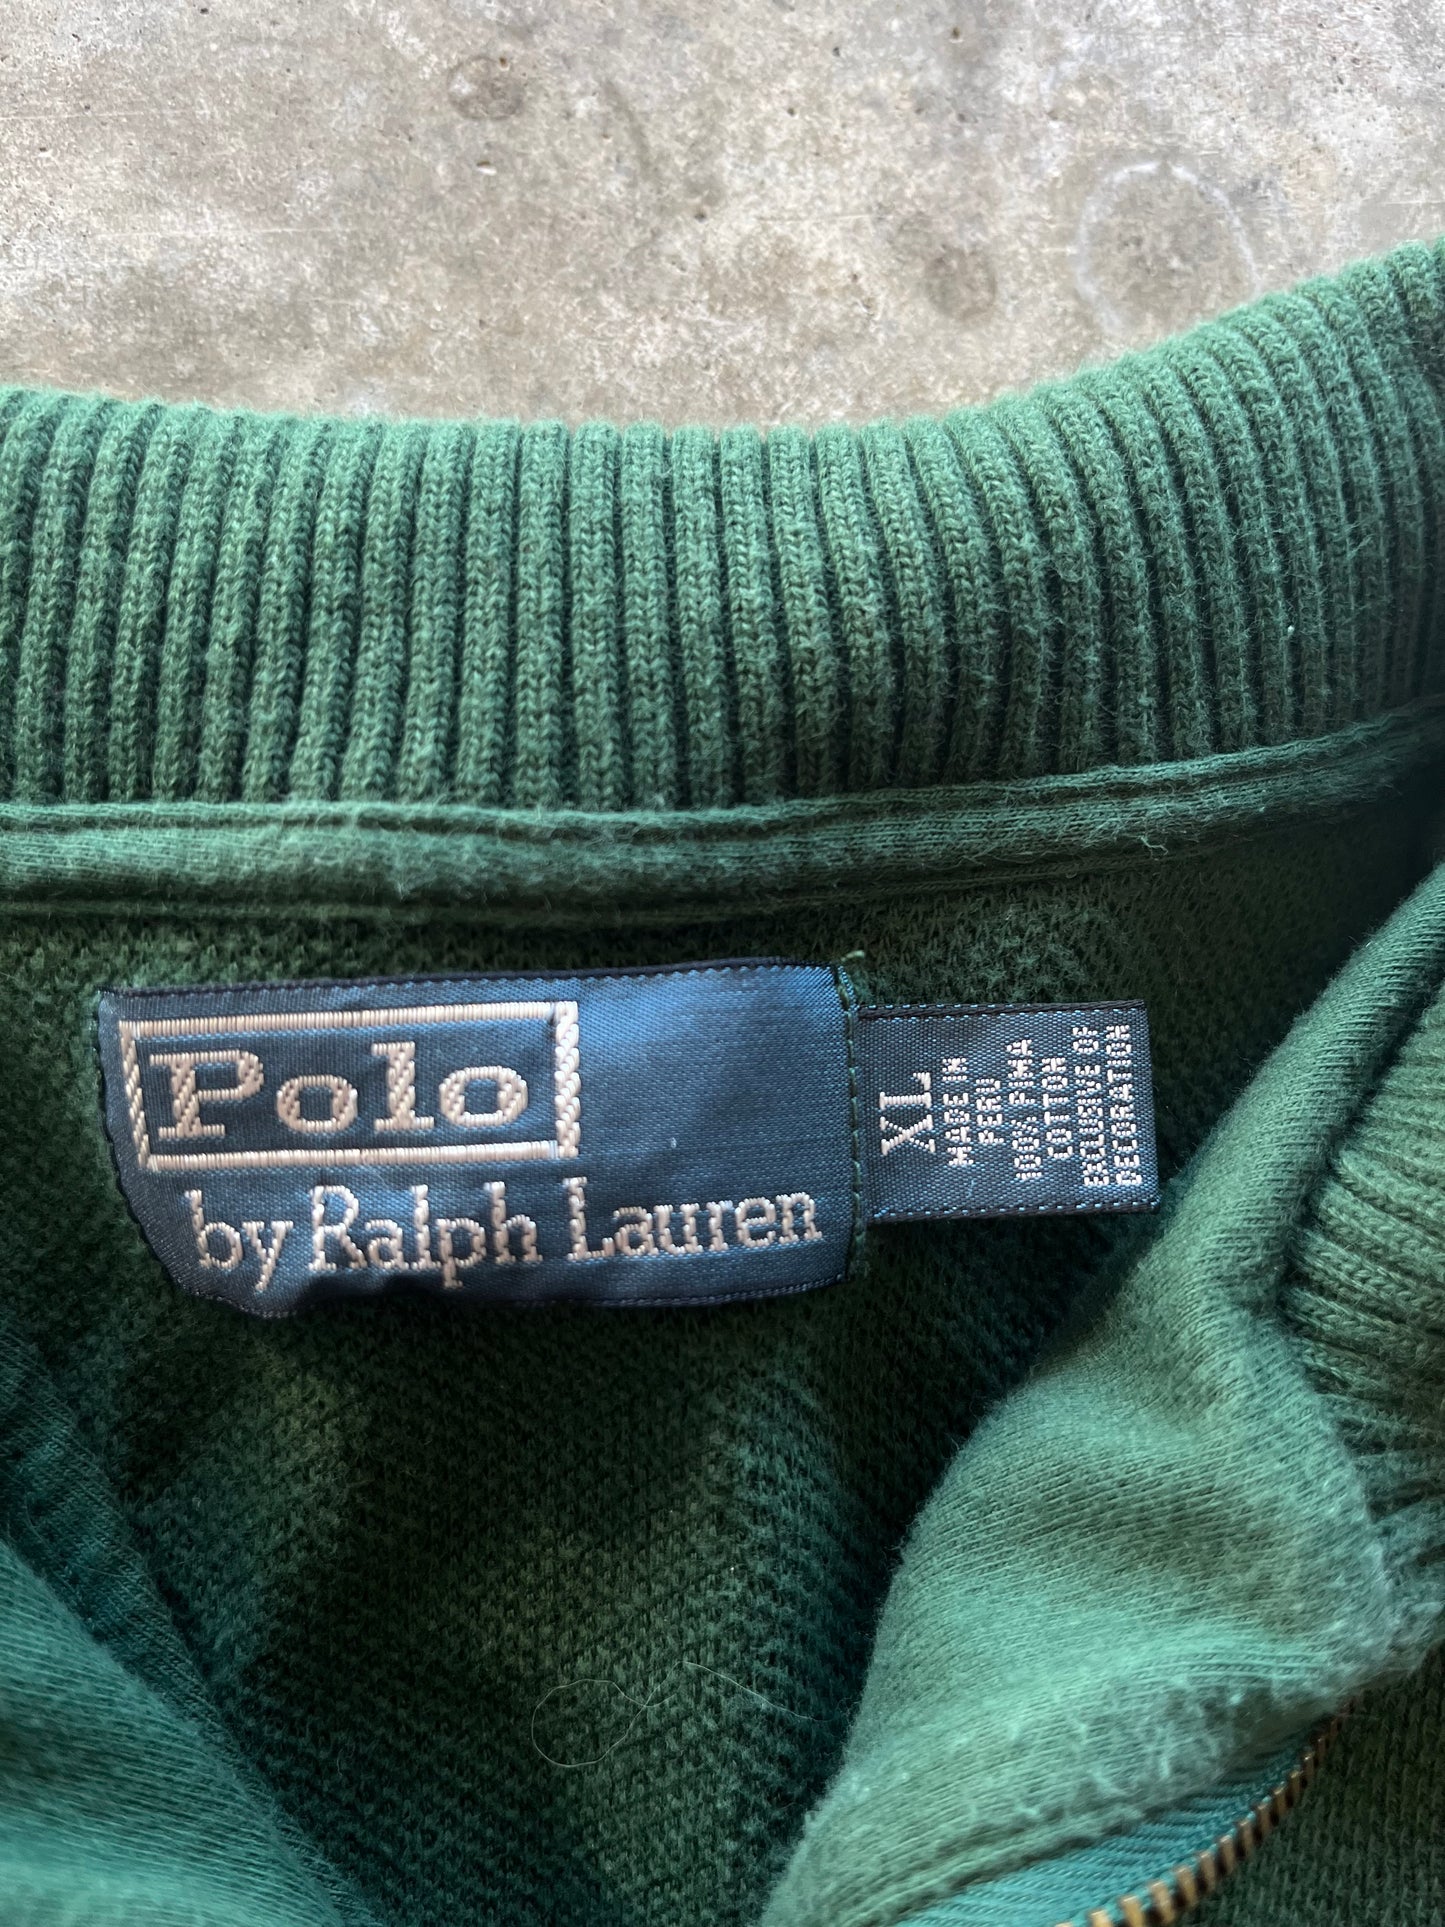 Polo
by Ralph Lauren
XL
MADE IN
PERU
100% PIMA
COTTON
EXCLUSIVE OF
DECORATION